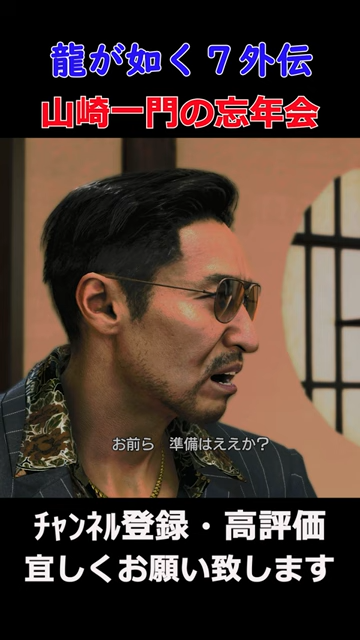 龍が如く７外伝
山崎一門の忘年会
お前ら　準備はええか？
ﾁｬﾝﾈﾙ登録・高評価
宜しくお願い致します